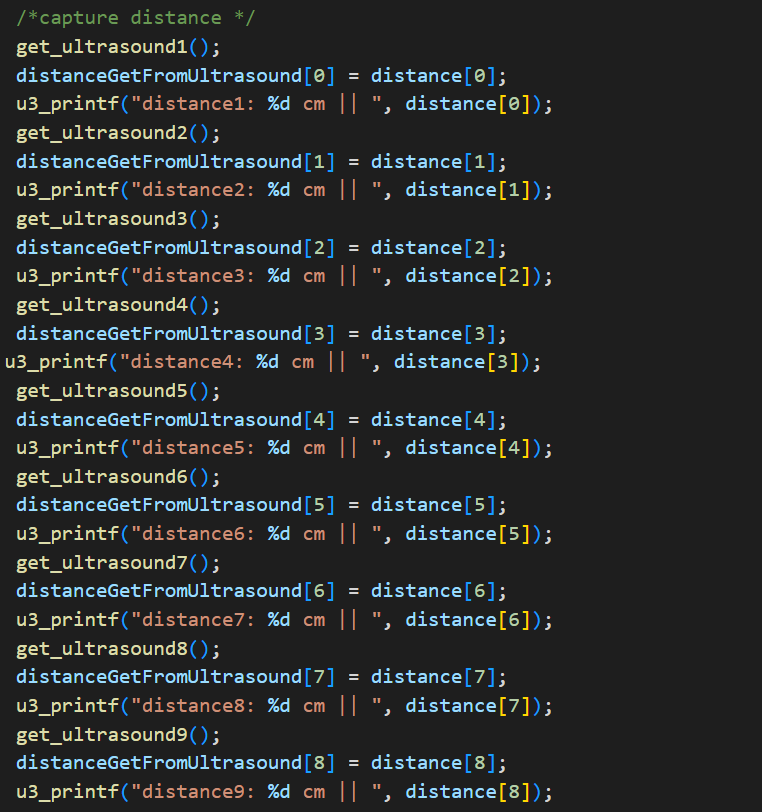 /*capture distance */
get_ultrasound1();
distanceGetFromUltrasound[0] = distance[0];
u3_printf("distance1: %d cm || ", distance[0]);
get_ultrasound2();
distanceGetFromUltrasound[1] = distance[1];
u3_printf("distance2: %d cm || ", distance[1]);
get_ultrasound3();
distanceGetFromUltrasound[2] = distance[2];
u3_printf("distance3: %d cm || ", distance[2]);
get_ultrasound4();
distanceGetFromUltrasound[3] = distance[3];
u3_printf("distance4: %d cm || ", distance[3]);
get_ultrasound5();
distanceGetFromUltrasound[4] = distance[4];
u3_printf("distance5: %d cm || ", distance[4]);
get_ultrasound6();
distanceGetFromUltrasound[5] = distance[5];
u3_printf("distance6: %d cm || ", distance[5]);
get_ultrasound7();
distanceGetFromUltrasound[6] = distance[6];
u3_printf("distance7: %d cm || ", distance[6]);
get_ultrasound8();
distanceGetFromUltrasound[7] = distance[7];
u3_printf("distance8: %d cm || ", distance[7]);
get_ultrasound9();
distanceGetFromUltrasound[8] = distance[8];
u3_printf("distance9: %d cm || ", distance[8]);